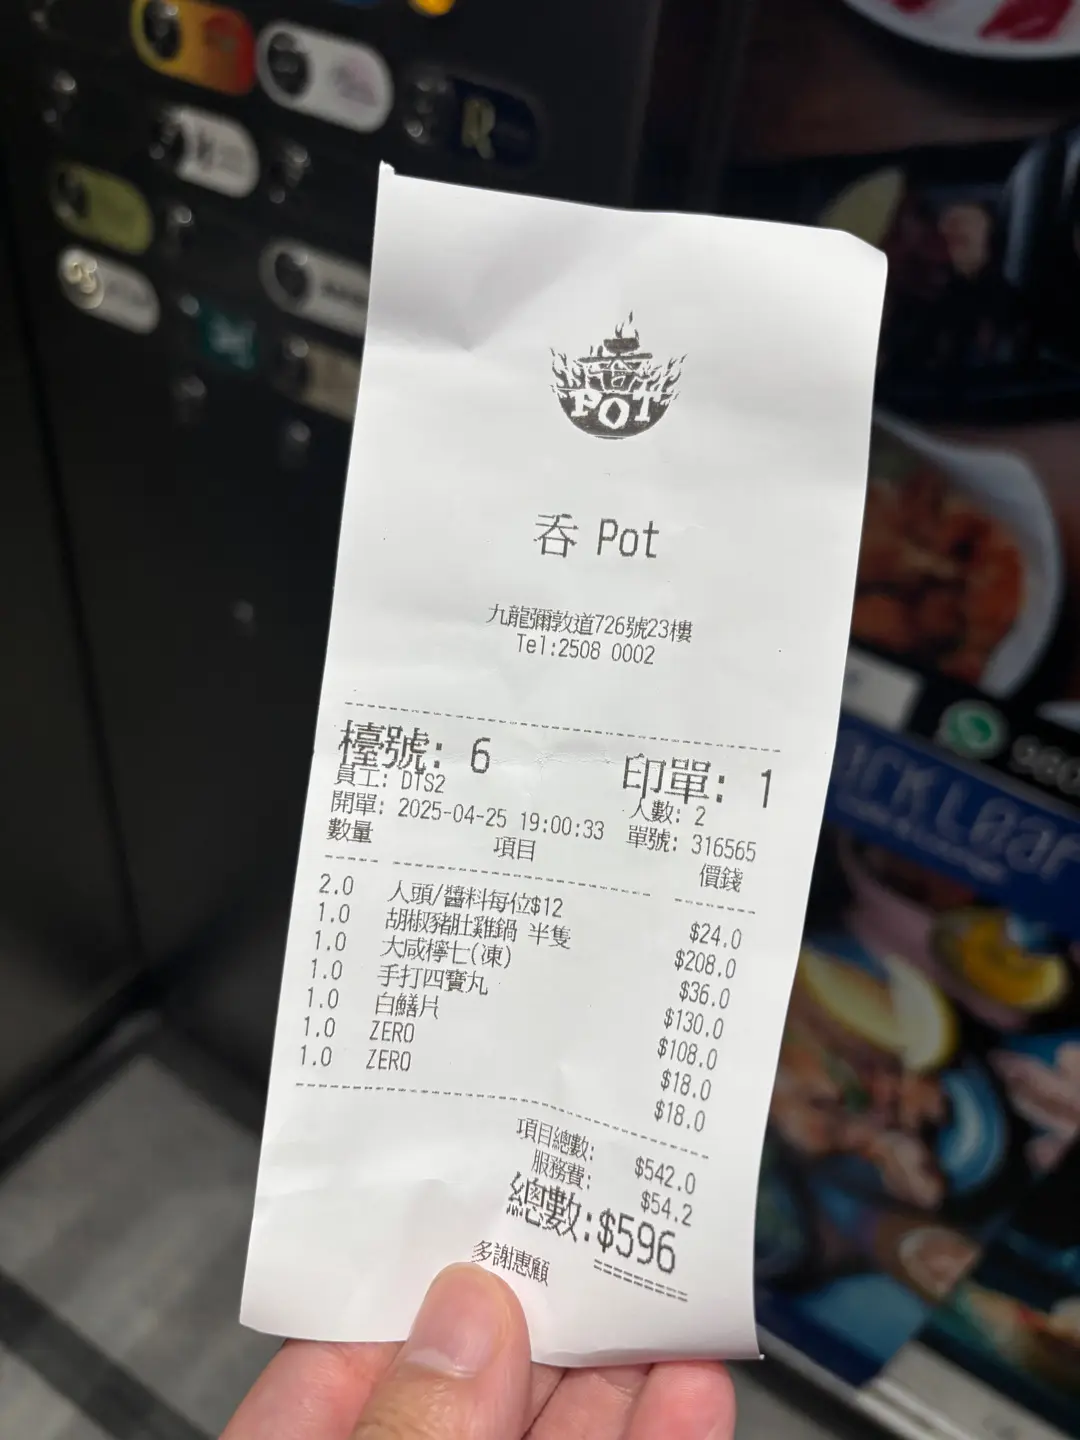 POT
呑 Pot
九龍彌敦道726號23樓
Tel:2508 0002
檯號: 6 印單: 1
員工: DTS2 人數: 2
開單: 2025-04-25 19:00:33 單號: 316565
數量 項目 價錢
2.0 人頭/醬料每位$12 $24.0
1.0 胡椒豬肚雞鍋 半隻 $208.0
1.0 大咸檸七(凍) $36.0
1.0 手打四寶丸 $130.0
1.0 白鱔片 $108.0
1.0 ZERO $18.0
1.0 ZERO $18.0
項目總數: $542.0
服務費: $54.2
總數:$596
多謝惠顧